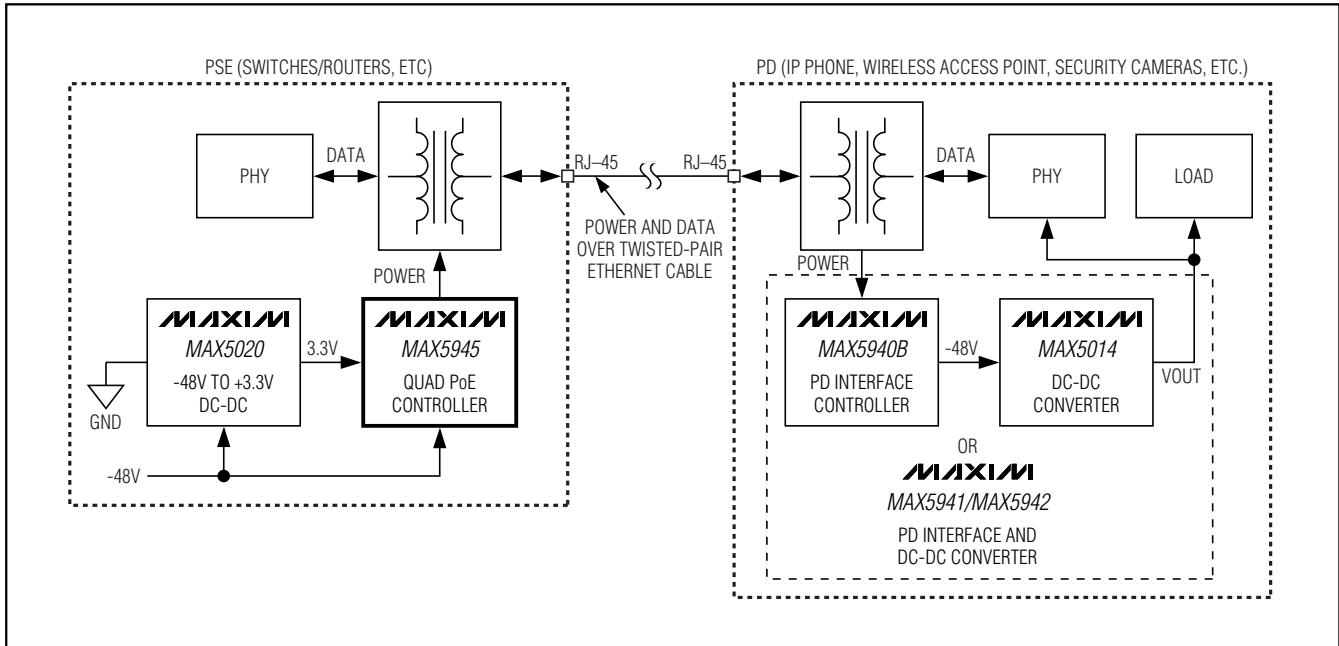 PSE (SWITCHES/ROUTERS, ETC)
PHY
DATA
POWER
MAXIM
MAX5020
-48V TO +3.3V
DC-DC
3.3V
MAXIM
MAX5945
QUAD PoE
CONTROLLER
GND
-48V
RJ–45
RJ–45
POWER AND DATA
OVER TWISTED-PAIR
ETHERNET CABLE
PD (IP PHONE, WIRELESS ACCESS POINT, SECURITY CAMERAS, ETC.)
DATA
PHY
LOAD
POWER
MAXIM
MAX5940B
PD INTERFACE
CONTROLLER
-48V
MAXIM
MAX5014
DC-DC
CONVERTER
VOUT
OR
MAXIM
MAX5941/MAX5942
PD INTERFACE AND
DC-DC CONVERTER